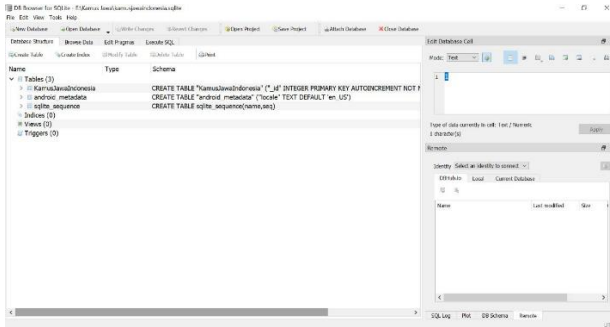 DB Browser for SQLite - E:\Kamus Jawa\kamusjawaindonesia.sqlite
File Edit View Tools Help
New Database Open Database Write Changes Revert Changes Open Project Save Project Attach Database Close Database
Database Structure Browse Data Edit Pragmas Execute SQL
Create Table Create Index Modify Table Delete Table Print
Name Type Schema
Tables (3)
KamusJawaIndonesia CREATE TABLE "KamusJawaIndonesia" ("_id" INTEGER PRIMARY KEY AUTOINCREMENT NOT
android_metadata CREATE TABLE "android_metadata" ("locale" TEXT DEFAULT 'en_US')
sqlite_sequence CREATE TABLE sqlite_sequence(name,seq)
Indices (0)
Views (0)
Triggers (0)
Edit Database Cell
Mode: Text
1
Type of data currently in cell: Text / Numeric
1 character(s)
Apply
Remote
Identity Select an identity to connect
DBHub.io Local Current Database
Name Last modified Size
SQL Log Plot DB Schema Remote